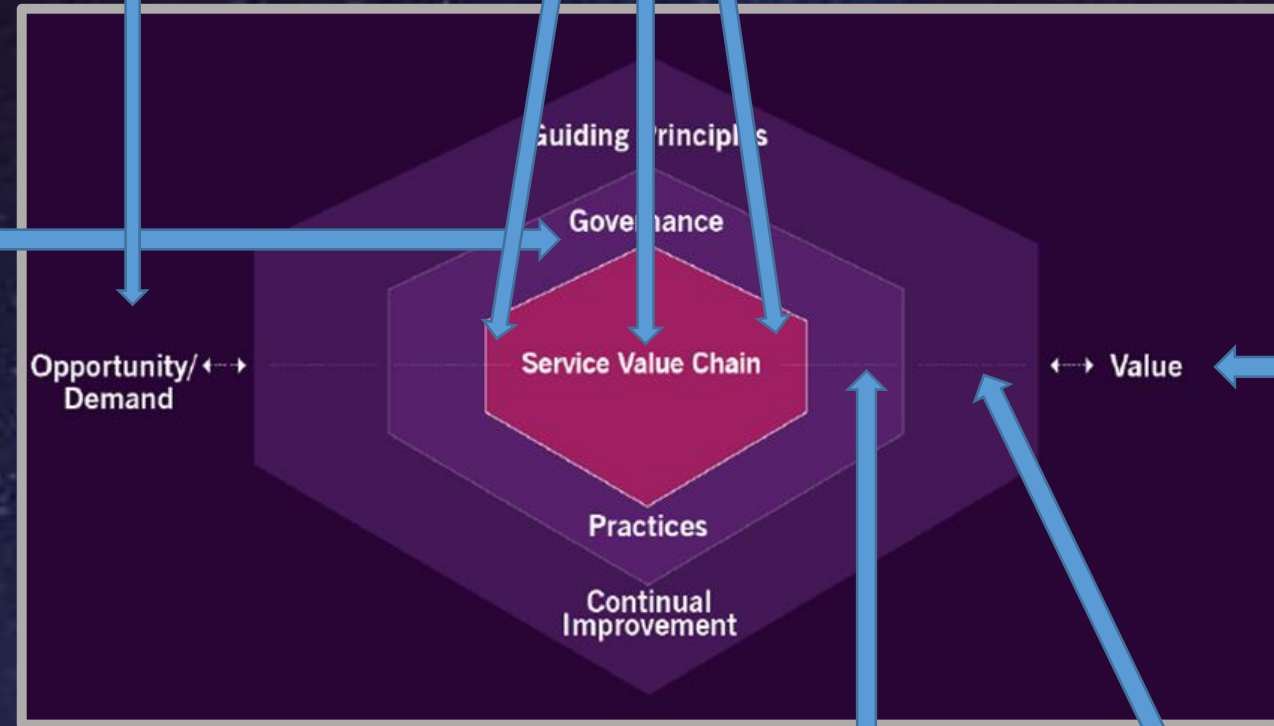 Guiding Principles
Governance
Opportunity/
Demand
Service Value Chain
Value
Practices
Continual
Improvement